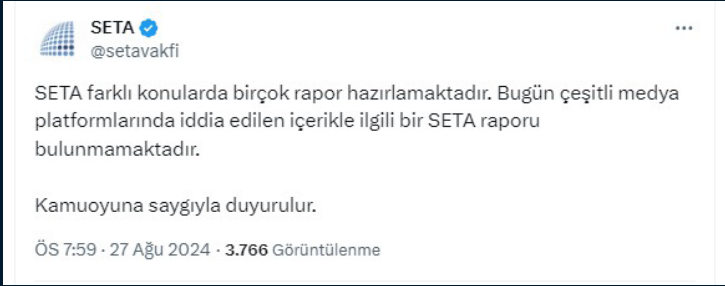 SETA
@setavakfi
SETA farklı konularda birçok rapor hazırlamaktadır. Bugün çeşitli medya
platformlarında iddia edilen içerikle ilgili bir SETA raporu
bulunmamaktadır.
Kamuoyuna saygıyla duyurulur.
ÖS 7:59 · 27 Ağu 2024 · 3.766 Görüntülenme